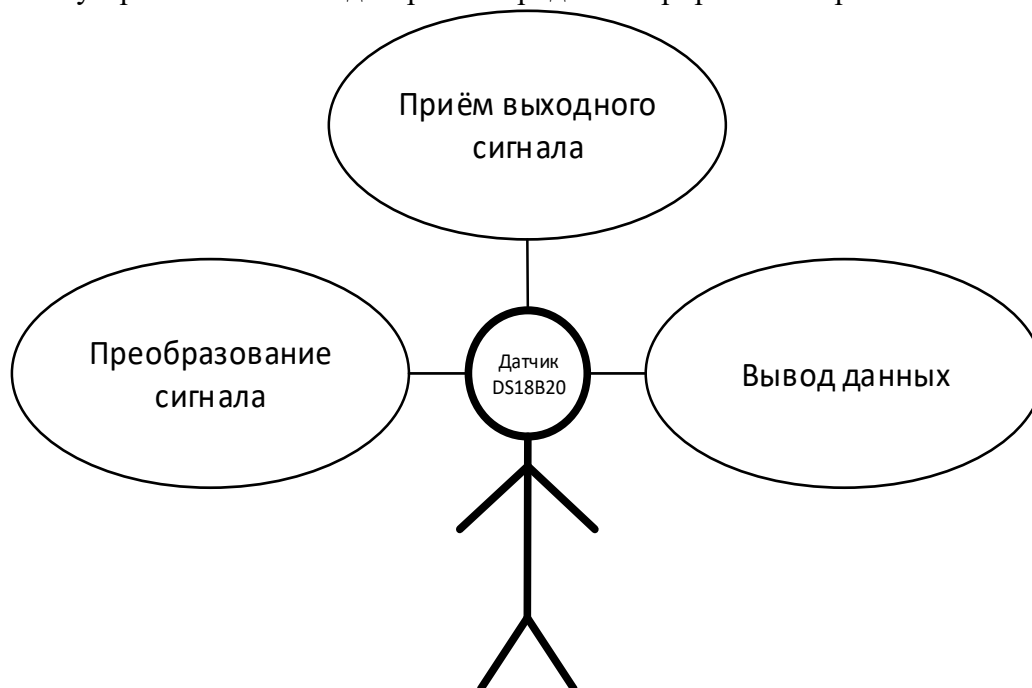 Приём выходного
сигнала
Преобразование
сигнала
Датчик
DS18B20
Вывод данных